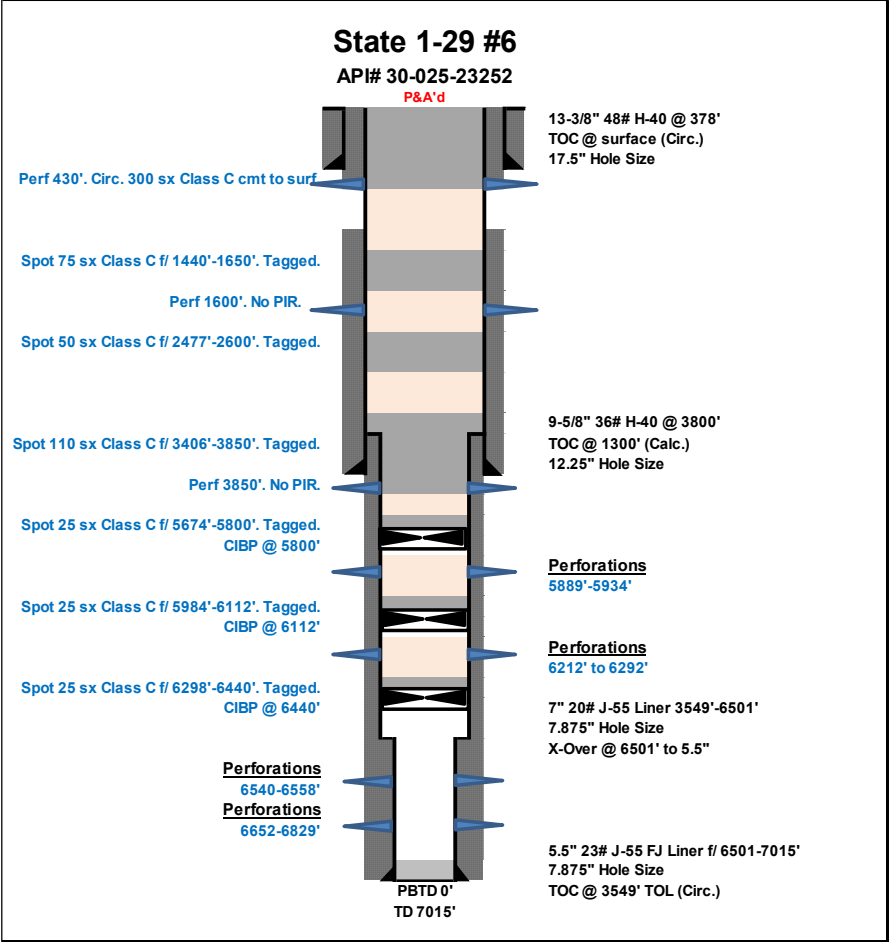 State 1-29 #6
API# 30-025-23252
P&A'd
13-3/8" 48# H-40 @ 378'
TOC @ surface (Circ.)
17.5" Hole Size
Perf 430'. Circ. 300 sx Class C cmt to surf.
Spot 75 sx Class C f/ 1440'-1650'. Tagged.
Perf 1600'. No PIR.
Spot 50 sx Class C f/ 2477'-2600'. Tagged.
9-5/8" 36# H-40 @ 3800'
TOC @ 1300' (Calc.)
12.25" Hole Size
Spot 110 sx Class C f/ 3406'-3850'. Tagged.
Perf 3850'. No PIR.
Spot 25 sx Class C f/ 5674'-5800'. Tagged.
CIBP @ 5800'
Perforations
5889'-5934'
Spot 25 sx Class C f/ 5984'-6112'. Tagged.
CIBP @ 6112'
Perforations
6212' to 6292'
Spot 25 sx Class C f/ 6298'-6440'. Tagged.
CIBP @ 6440'
7" 20# J-55 Liner 3549'-6501'
7.875" Hole Size
X-Over @ 6501' to 5.5"
Perforations
6540-6558'
Perforations
6652-6829'
5.5" 23# J-55 FJ Liner f/ 6501-7015'
7.875" Hole Size
TOC @ 3549' TOL (Circ.)
PBTD 0'
TD 7015'